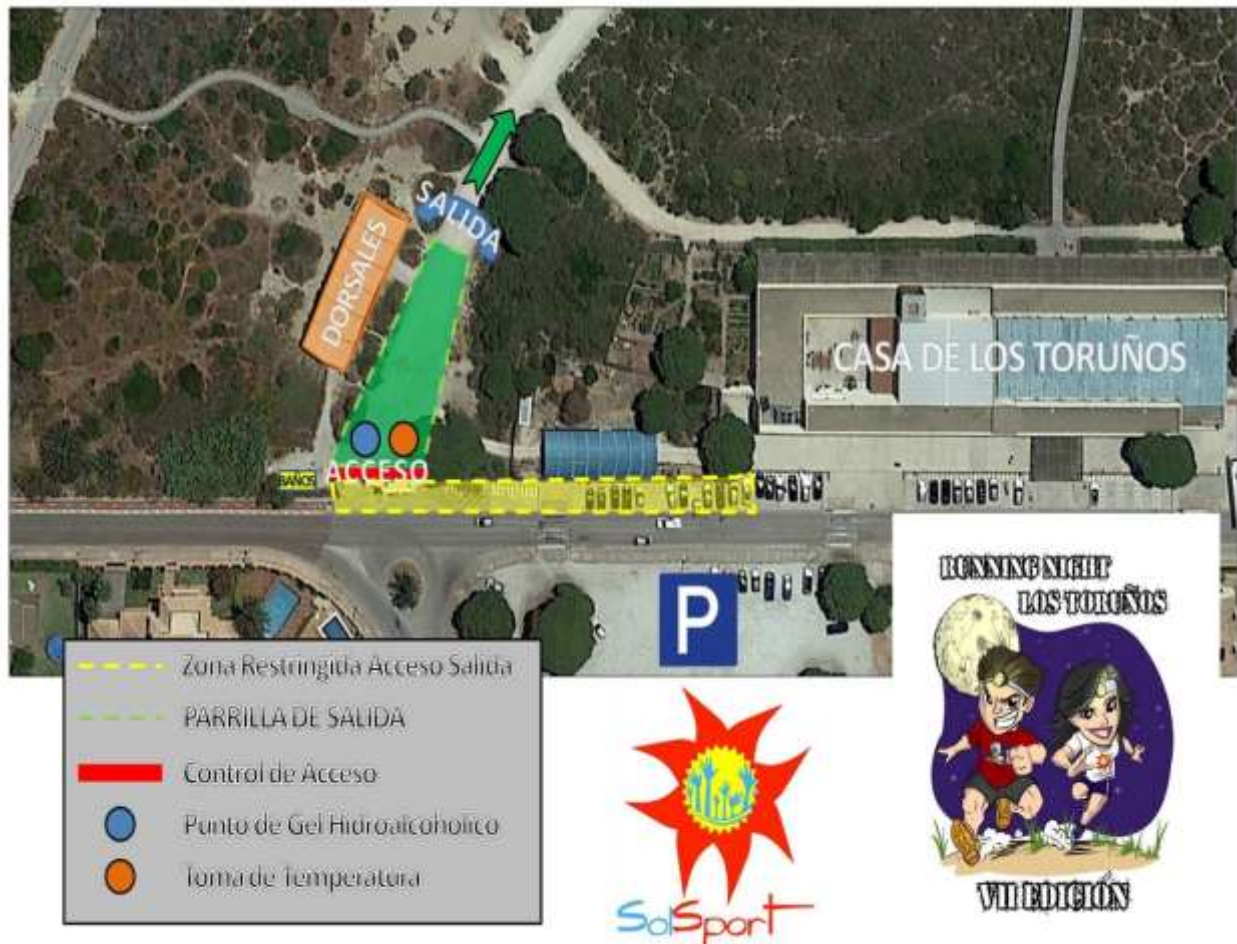 SALIDA
DORSALES
CASA DE LOS TORUÑOS
BAÑOS
ACCESO
P
RUNNING NIGHT
LOS TORUÑOS
VII EDICIÓN
Zona Restringida Acceso Salida
PARRILLA DE SALIDA
Control de Acceso
Punto de Gel Hidroalcoholico
Toma de Temperatura
SolSport